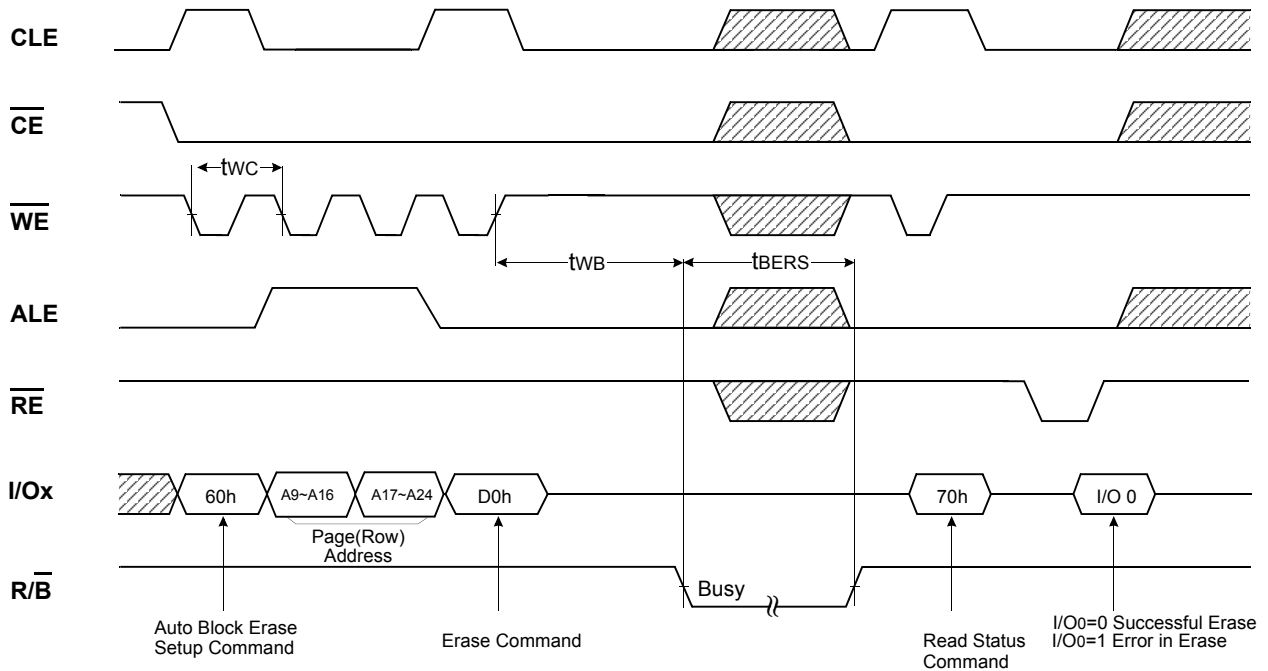 CLE
CE
tWC
WE
tWB
tBERS
ALE
RE
I/Ox
60h
A9~A16
A17~A24
D0h
70h
I/O 0
Page(Row)
Address
R/B
Busy
Auto Block Erase
Setup Command
Erase Command
Read Status
Command
I/O0=0 Successful Erase
I/O0=1 Error in Erase